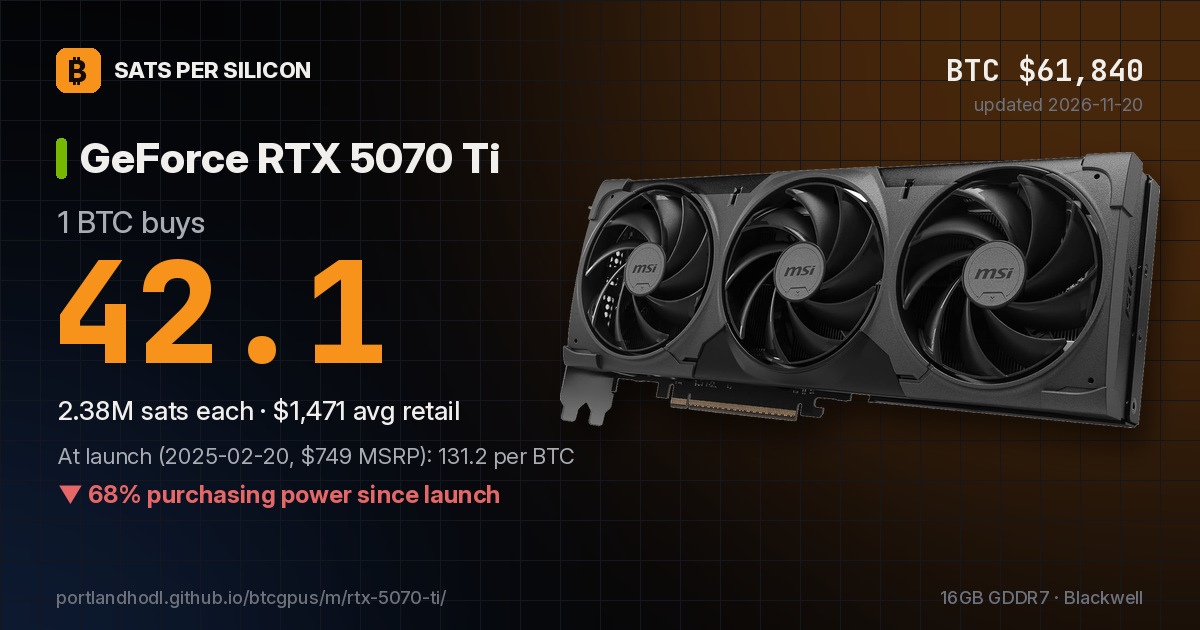 SATS PER SILICON
BTC $61,840
updated 2026-11-20
GeForce RTX 5070 Ti
1 BTC buys
42.1
2.38M sats each · $1,471 avg retail
At launch (2025-02-20, $749 MSRP): 131.2 per BTC
▼ 68% purchasing power since launch
msi
msi
msi
portlandhodl.github.io/btcgpus/m/rtx-5070-ti/
16GB GDDR7 · Blackwell